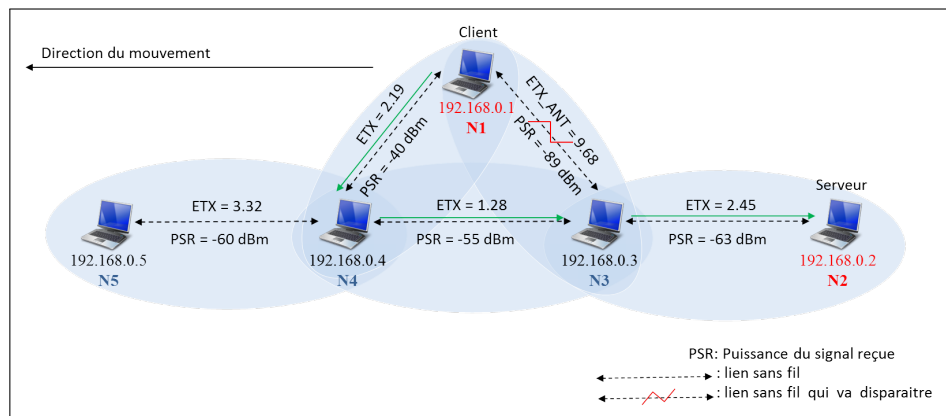 Client
Direction du mouvement
ETX = 2.19
PSR = -40 dBm
192.168.0.1
N1
ETX_ANT = 9.68
PSR = -89 dBm
Serveur
ETX = 3.32
PSR = -60 dBm
ETX = 1.28
PSR = -55 dBm
ETX = 2.45
PSR = -63 dBm
192.168.0.5
N5
192.168.0.4
N4
192.168.0.3
N3
192.168.0.2
N2
PSR: Puissance du signal reçue
: lien sans fil
: lien sans fil qui va disparaitre